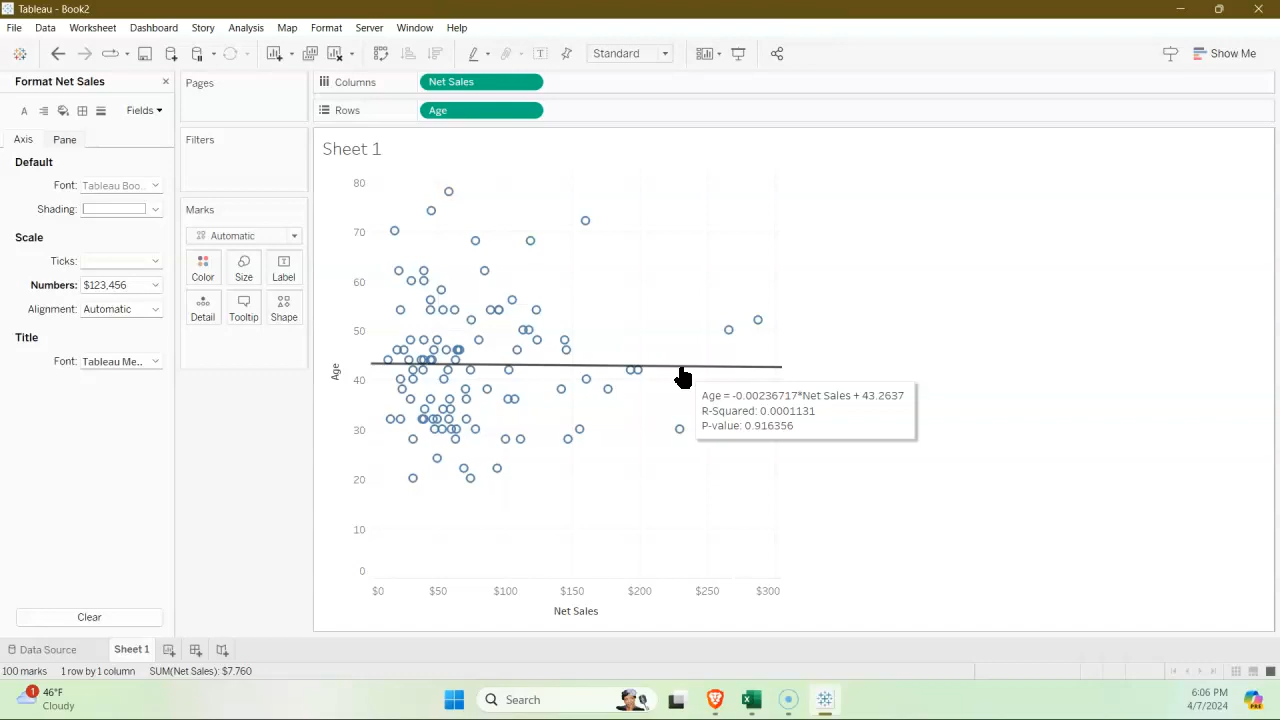 Tableau - Book2
File Data Worksheet Dashboard Story Analysis Map Format Server Window Help
Standard
Show Me
Format Net Sales
Fields
Axis Pane
Default
Font: Tableau Boo...
Shading:
Scale
Ticks:
Numbers: $123,456
Alignment: Automatic
Title
Font: Tableau Me...
Clear
Pages
Filters
Marks
Automatic
Color Size Label
Detail Tooltip Shape
Columns Net Sales
Rows Age
Sheet 1
80
70
60
50
40
30
20
10
0
Age
$0 $50 $100 $150 $200 $250 $300
Net Sales
Age = -0.00236717*Net Sales + 43.2637
R-Squared: 0.0001131
P-value: 0.916356
Data Source Sheet 1
100 marks 1 row by 1 column SUM(Net Sales): $7,760
1
46°F
Cloudy
Search
6:06 PM
4/7/2024
PRE